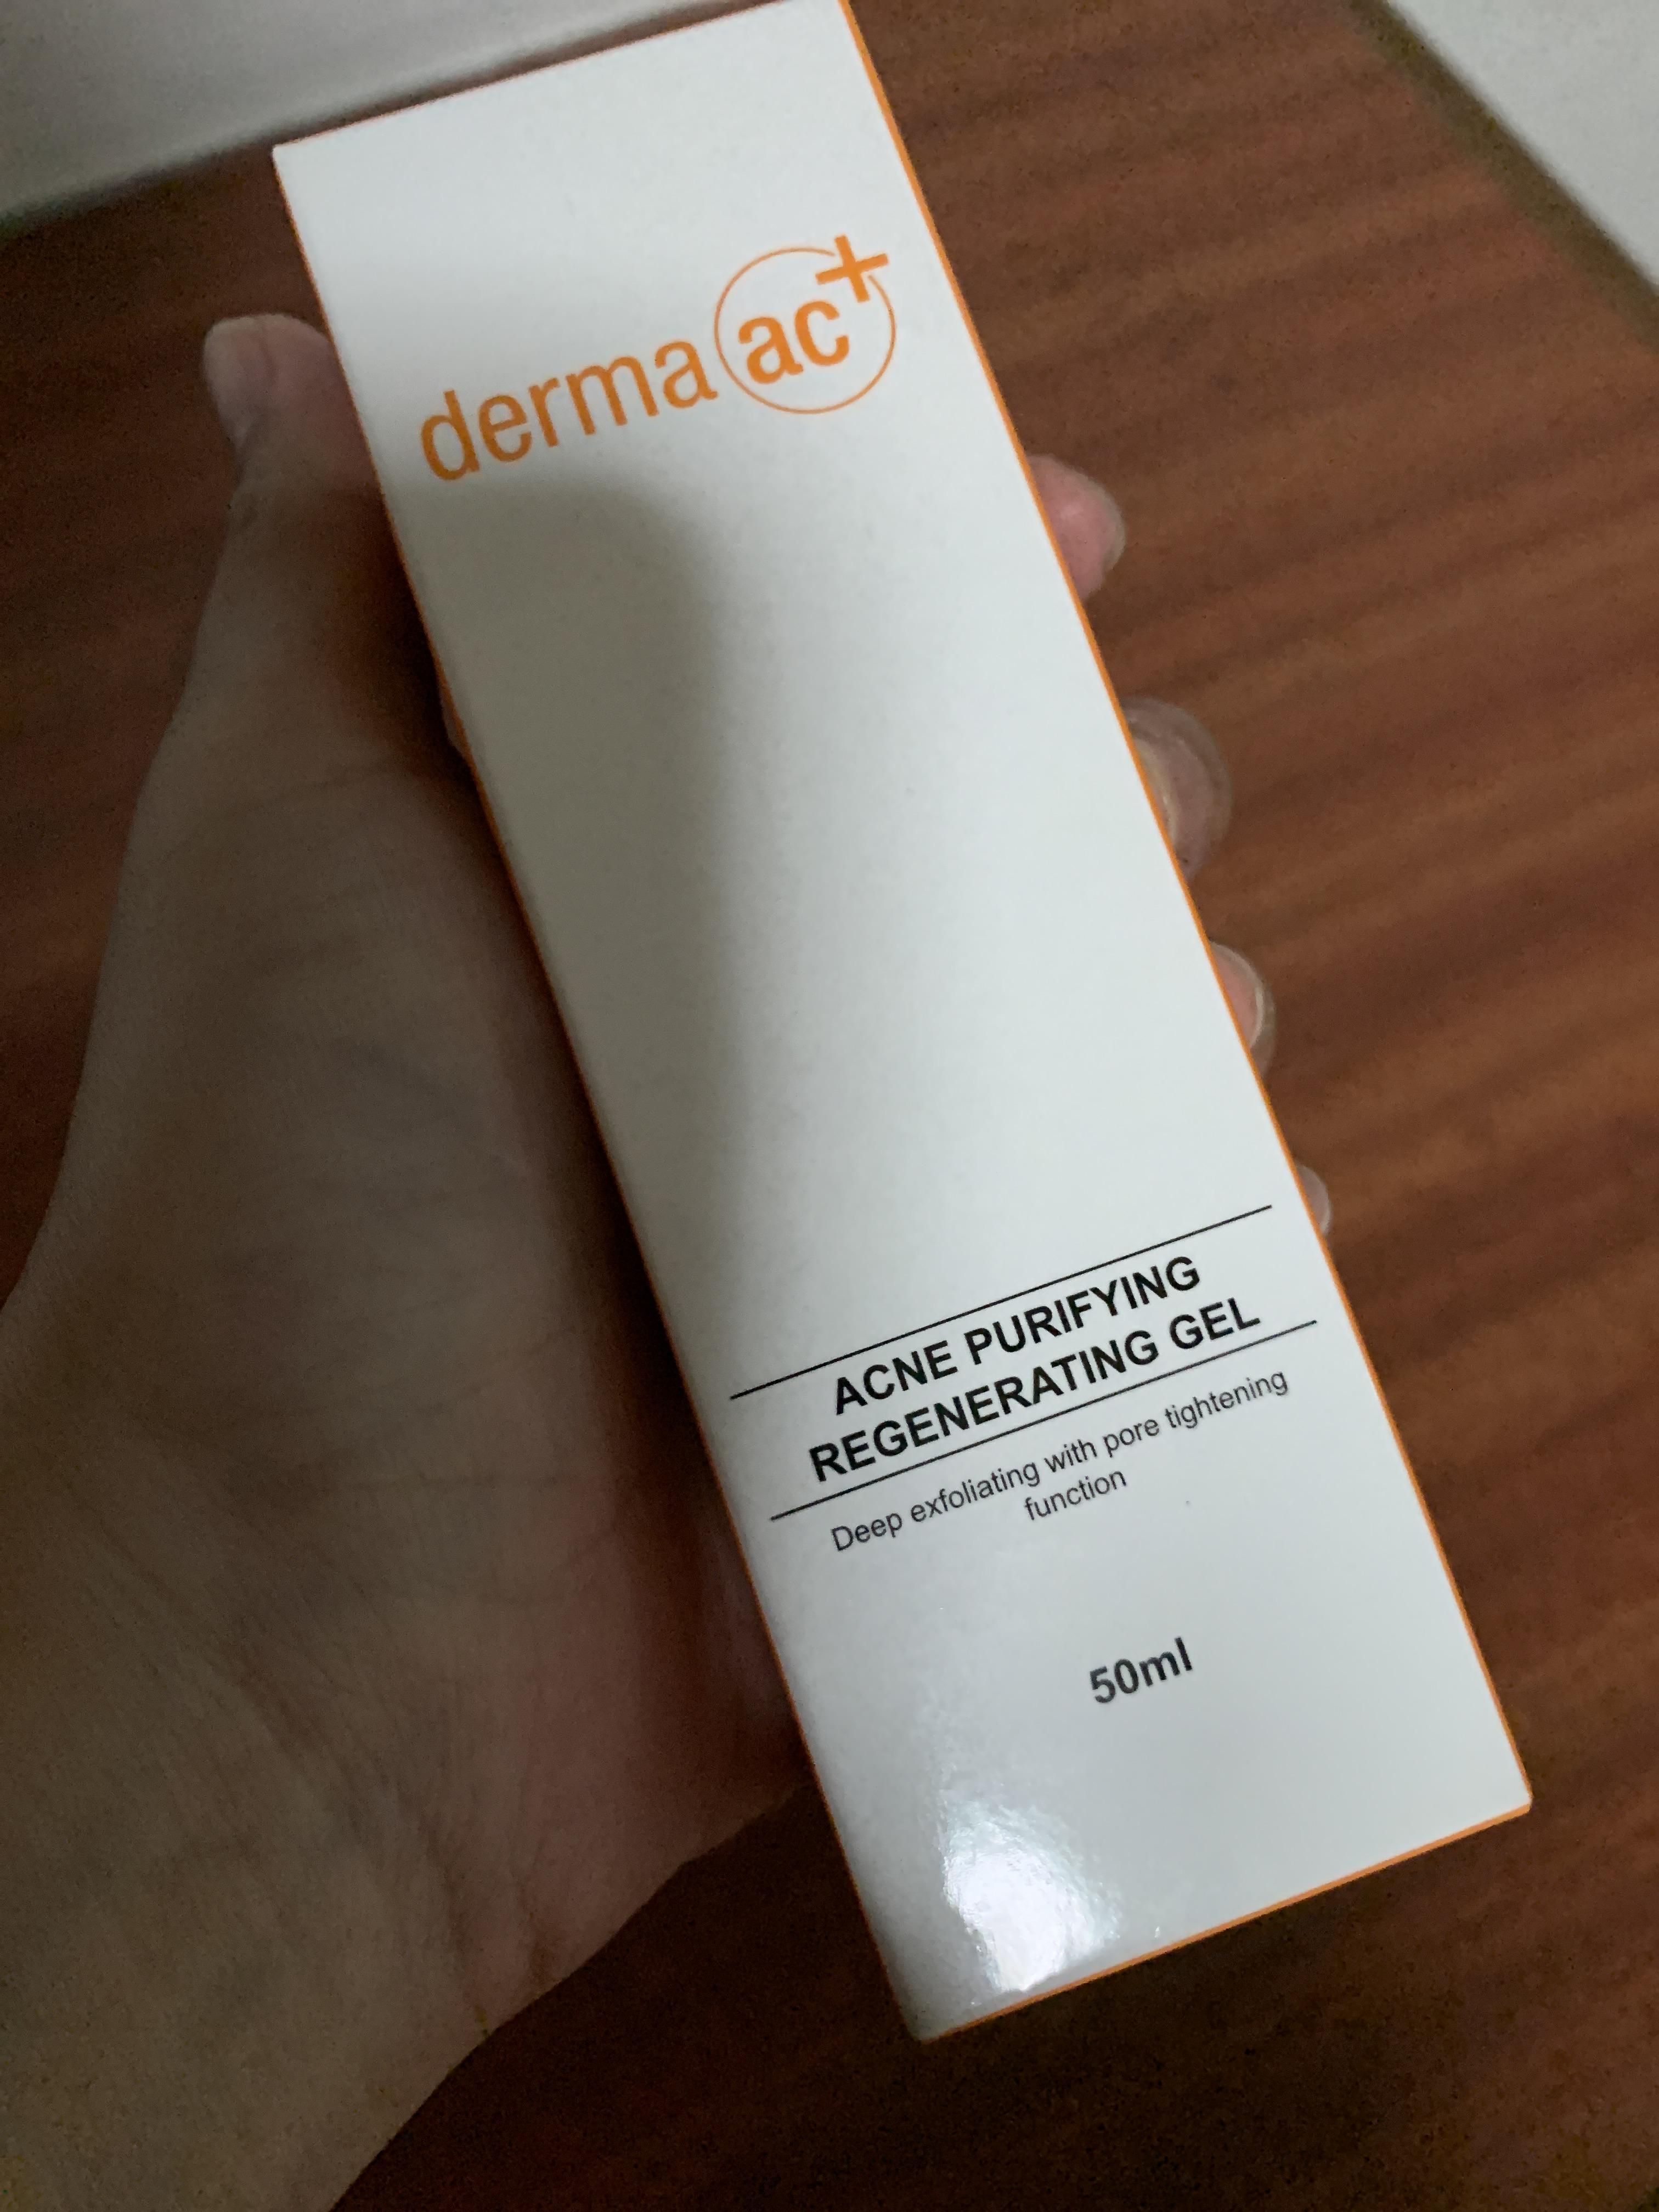 derma ac+
ACNE PURIFYING
REGENERATING GEL
Deep exfoliating with pore tightening
function
50ml